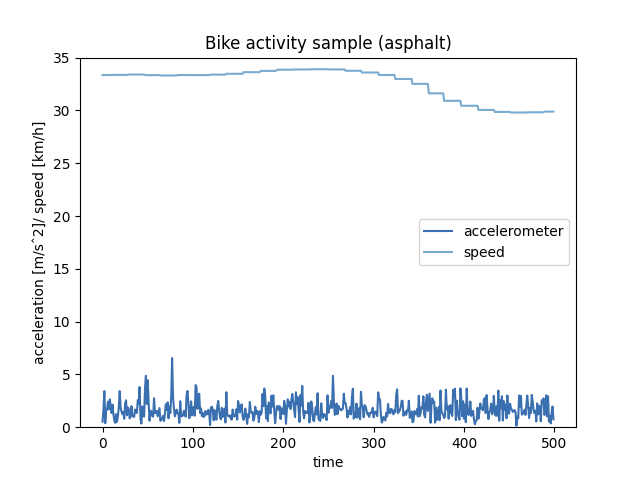 Bike activity sample (asphalt)
acceleration [m/s^2]/ speed [km/h]
35
30
25
20
15
10
5
0
accelerometer
speed
0 100 200 300 400 500
time